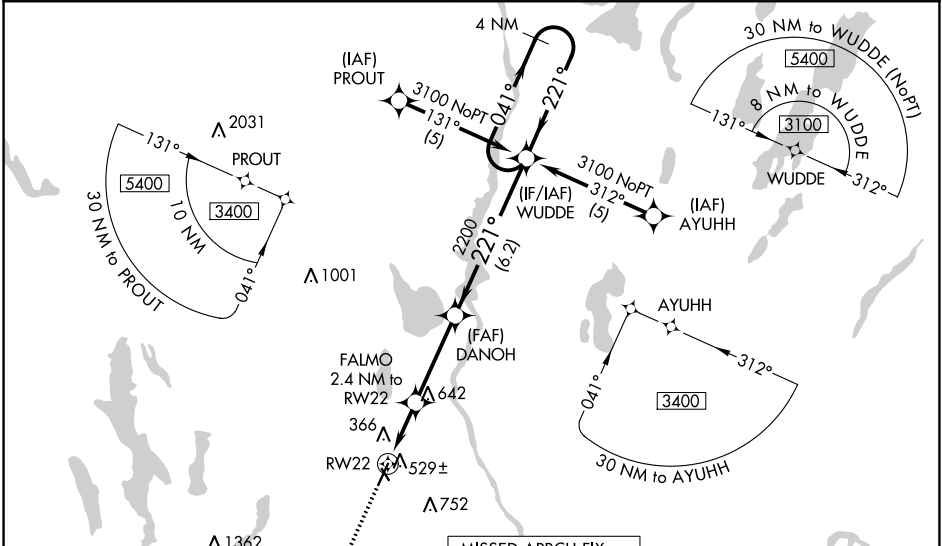 4 NM
(IAF)
PROUT
3100 NoPT
131°
(5)
041°
221°
3100 NoPT
312°
(5)
(IAF)
AYUHH
(IF/IAF)
WUDDE
30 NM to WUDDE (NoPT)
5400
8 NM to WUDDE
3100
131°
312°
WUDDE
2031
131°
PROUT
5400
3400
10 NM
30 NM to PROUT
041°
1001
2200
221°
(6.2)
(FAF)
DANOH
AYUHH
312°
041°
3400
30 NM to AYUHH
FALMO
2.4 NM to
RW22
642
366
RW22
529±
752
1362
MISSED APRCH FIX